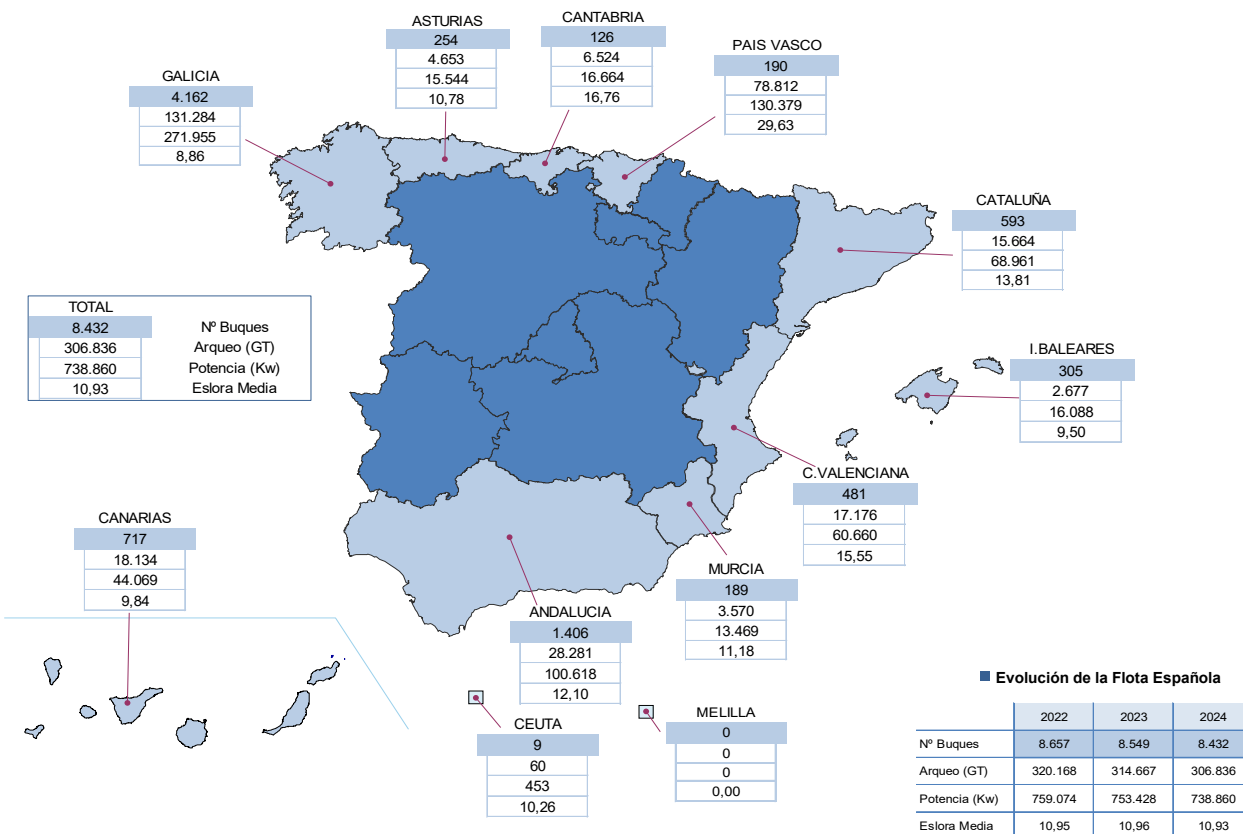 ASTURIAS
254
4.653
15.544
10,78
CANTABRIA
126
6.524
16.664
16,76
PAIS VASCO
190
78.812
130.379
29,63
GALICIA
4.162
131.284
271.955
8,86
CATALUÑA
593
15.664
68.961
13,81
TOTAL
8.432 Nº Buques
306.836 Arqueo (GT)
738.860 Potencia (Kw)
10,93 Eslora Media
I.BALEARES
305
2.677
16.088
9,50
C.VALENCIANA
481
17.176
60.660
15,55
CANARIAS
717
18.134
44.069
9,84
MURCIA
189
3.570
13.469
11,18
ANDALUCIA
1.406
28.281
100.618
12,10
CEUTA
9
60
453
10,26
MELILLA
0
0
0
0,00
Evolución de la Flota Española
2022 2023 2024
Nº Buques 8.657 8.549 8.432
Arqueo (GT) 320.168 314.667 306.836
Potencia (Kw) 759.074 753.428 738.860
Eslora Media 10,95 10,96 10,93